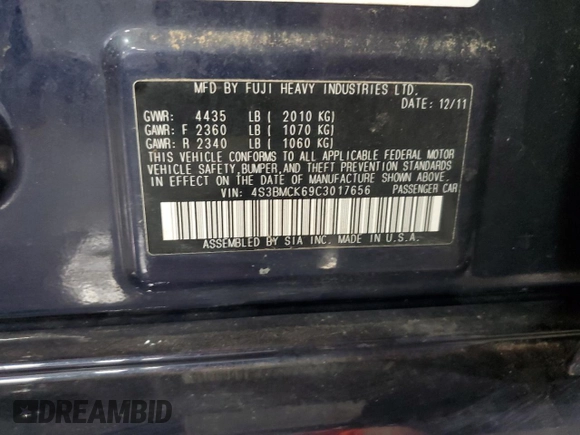 MFD BY FUJI HEAVY INDUSTRIES LTD.
DATE: 12/11
GVWR: 4435 LB ( 2010 KG)
GAWR: F 2360 LB ( 1070 KG)
GAWR: R 2340 LB ( 1060 KG)
THIS VEHICLE CONFORMS TO ALL APPLICABLE FEDERAL MOTOR
VEHICLE SAFETY, BUMPER, AND THEFT PREVENTION STANDARDS
IN EFFECT ON THE DATE OF MANUFACTURE SHOWN ABOVE.
VIN: 4S3BMCK69C3017656 PASSENGER CAR
ASSEMBLED BY SIA INC. MADE IN U.S.A.
DREAMBID